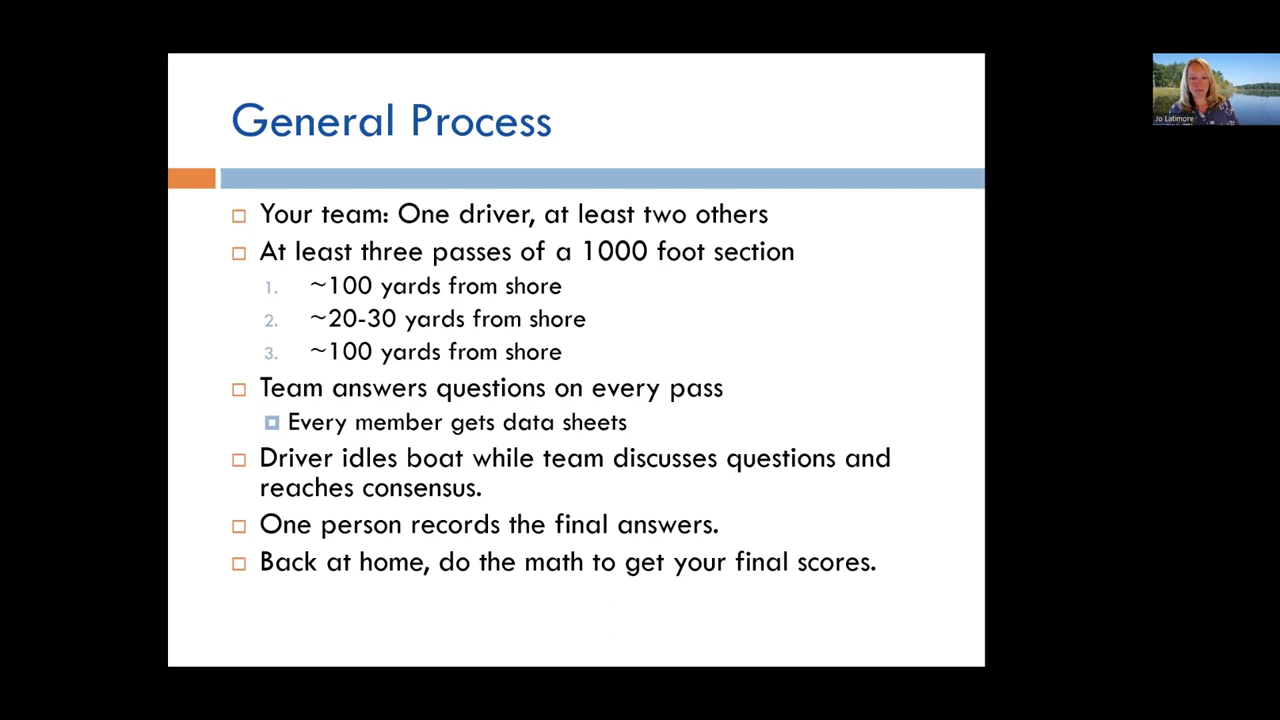 General Process
Your team: One driver, at least two others
At least three passes of a 1000 foot section
1. ~100 yards from shore
2. ~20-30 yards from shore
3. ~100 yards from shore
Team answers questions on every pass
Every member gets data sheets
Driver idles boat while team discusses questions and
reaches consensus.
One person records the final answers.
Back at home, do the math to get your final scores.
Jo Latimore